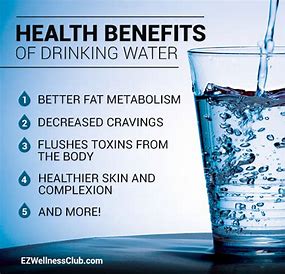 HEALTH BENEFITS
OF DRINKING WATER
1 BETTER FAT METABOLISM
2 DECREASED CRAVINGS
3 FLUSHES TOXINS FROM
THE BODY
4 HEALTHIER SKIN AND
COMPLEXION
5 AND MORE!
EZWellnessClub.com